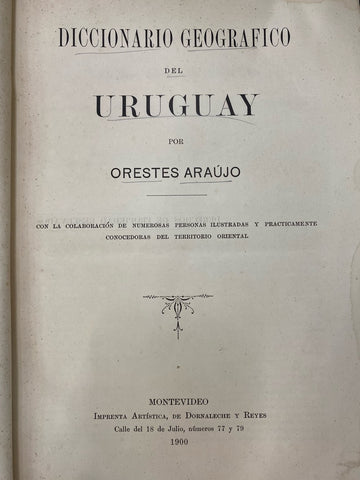 DICCIONARIO GEOGRAFICO
DEL
URUGUAY
POR
ORESTES ARAÚJO
CON LA COLABORACIÓN DE NUMEROSAS PERSONAS ILUSTRADAS Y PRACTICAMENTE
CONOCEDORAS DEL TERRITORIO ORIENTAL
MONTEVIDEO
IMPRENTA ARTÍSTICA, DE DORNALECHE Y REYES
Calle del 18 de Julio, números 77 y 79
1900